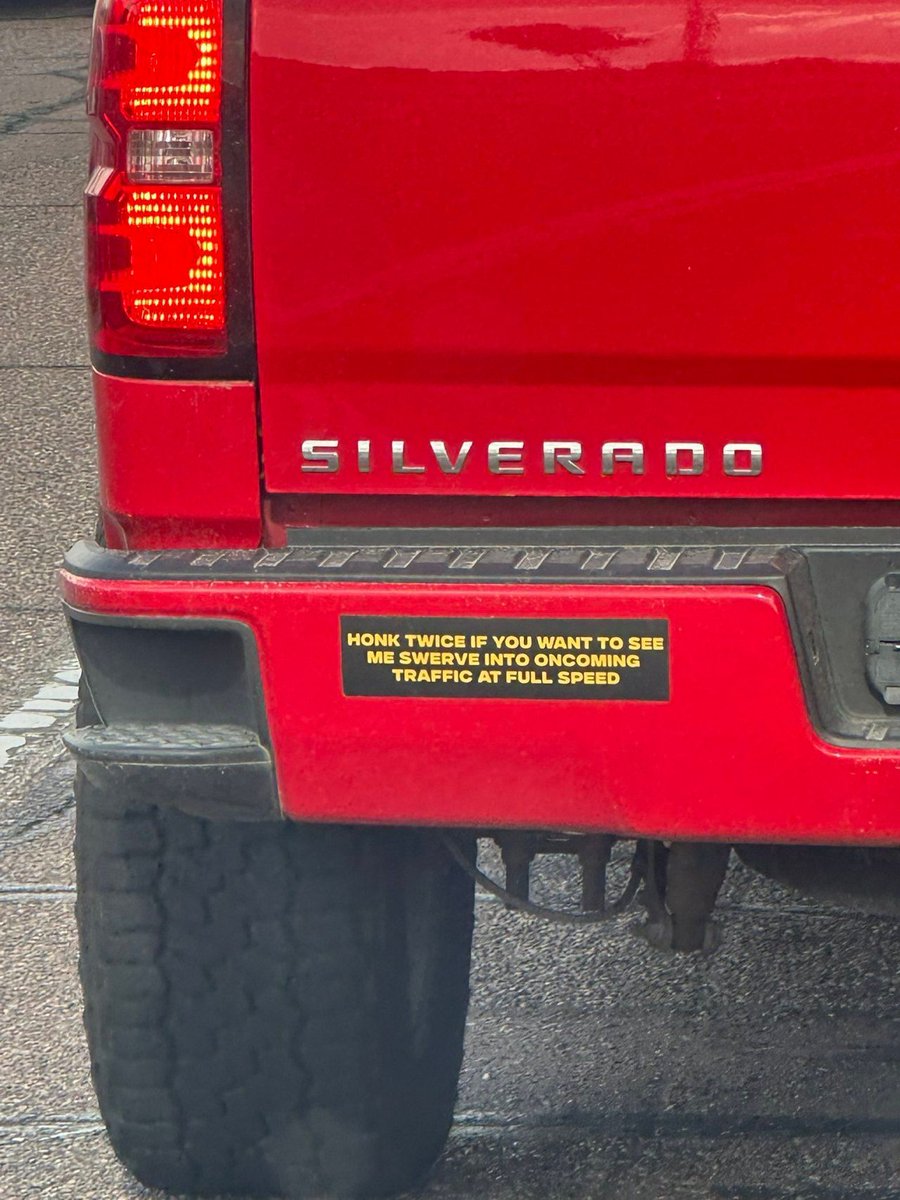 SILVERADO
HONK TWICE IF YOU WANT TO SEE
ME SWERVE INTO ONCOMING
TRAFFIC AT FULL SPEED